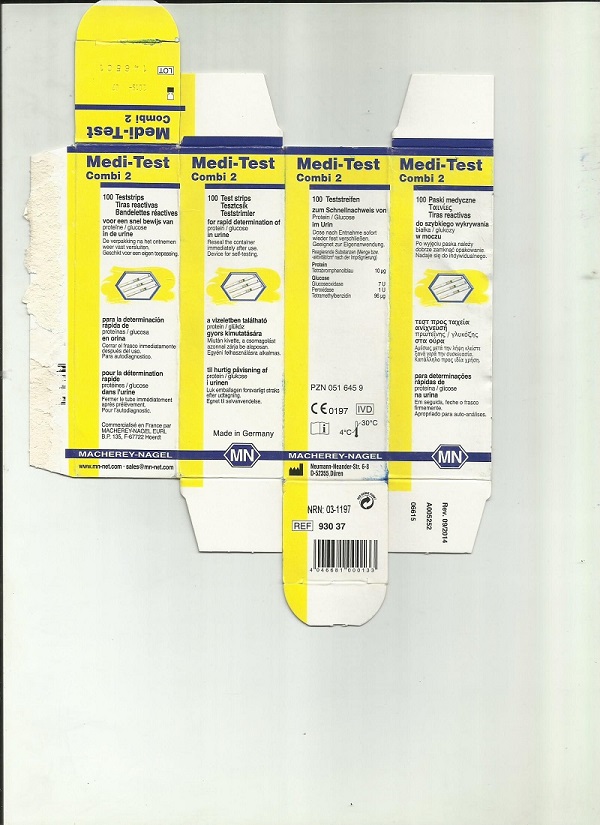 LOT
146501
Medi-Test
Combi 2
Medi-Test
Combi 2
100 Teststrips
Tiras reactivas
Bandelettes réactives
voor een snel bewijs van
proteïne / glucose
in de urine
De verpakking na het ontnemen
weer vast versluiten.
Geschikt voor een eigen toepassing.
para la determinación
rápida de
proteínas / glucosa
en orina
Cerrar el frasco inmediatamente
después del uso.
Para autodiagnostico.
pour la détermination
rapide
protéines / glucose
dans l'urine
Fermer le tube immédiatement
après prélèvement.
Pour l'autodiagnostic.
Commercialisé en France par
MACHEREY-NAGEL EURL
B.P. 135, F-67722 Hoerdt
MACHEREY-NAGEL
www.mn-net.com · sales@mn-net.com
Medi-Test
Combi 2
100 Test strips
Tesztcsík
Teststrimler
for rapid determination of
protein / glucose
in urine
Reseal the container
immediately after use.
Device for self-testing.
a vizeletben található
protein / glükóz
gyors kimutatására
Miután kivette, a csomagolást
azonnal zárja be alaposan.
Egyéni felhasználásra alkalmas.
til hurtig påvisning af
protein / glukose
i urinen
Luk emballagen forsvarligt straks
efter udtagning.
Egnet til selvanvendelse.
Made in Germany
MN
Medi-Test
Combi 2
100 Teststreifen
zum Schnellnachweis von
Protein / Glucose
im Urin
Dose nach Entnahme sofort
wieder fest verschließen.
Geeignet zur Eigenanwendung.
Reagierende Substanzen (Menge bzw.
-aktivität/cm² nach der Imprägnierung)
Protein
Tetrabromphenolblau 10 µg
Glucose
Glucoseoxidase 7 U
Peroxidase 1 U
Tetramethylbenzidin 96 µg
PZN 051 645 9
CE 0197 IVD
4°C 30°C
MACHEREY-NAGEL
Neumann-Neander-Str. 6-8
D-52355 Düren
NRN: 03-1197
REF 930 37
4 046681 000133
Medi-Test
Combi 2
100 Paski medyczne
Ταινίες
Tiras reactivas
do szybkiego wykrywania
białka / glukozy
w moczu
Po wyjęciu paska należy
dobrze zamknąć opakowanie.
Nadaje się do indywidualnego.
τεστ προς ταχεία
ανίχνευση
πρωτεΐνης / γλυκόζης
στα ούρα
Αμέσως μετά την λήψη κλείστε
ξανά γερά την συσκευασία.
Κατάλληλο προς ιδία χρήση.
para determinações
rápidas de
proteína / glicose
na urina
Em seguida, feche o frasco
firmemente.
Apropriado para auto-análises.
MN
Rev. 09/2014
A005252
06615